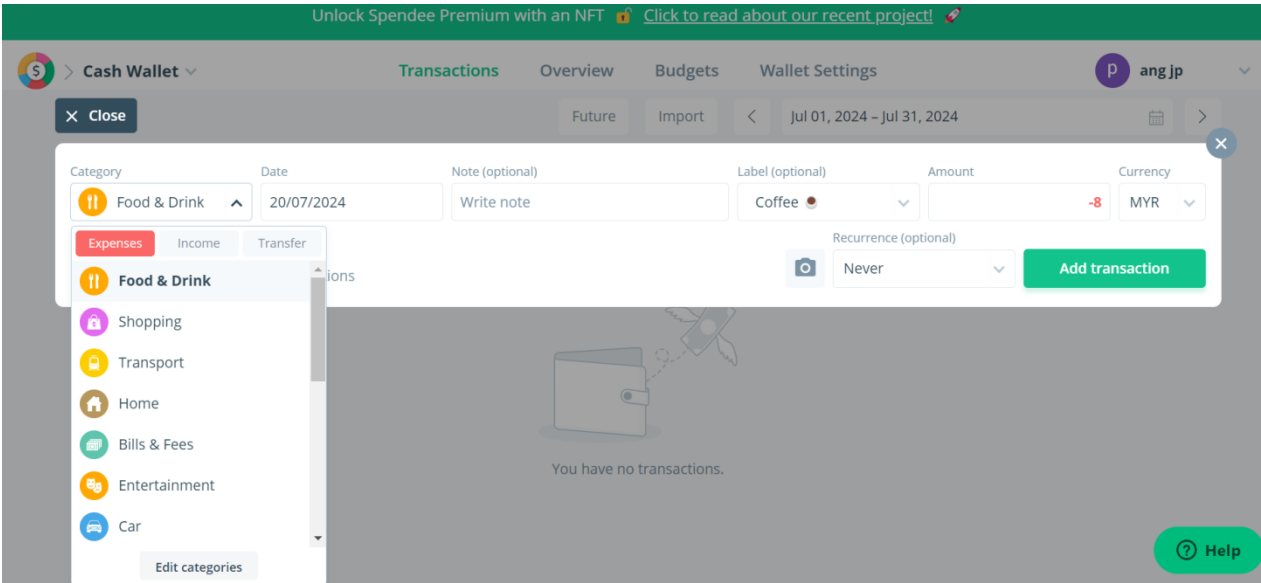 Unlock Spendee Premium with an NFT 🔓 Click to read about our recent project! 🚀
Cash Wallet Transactions Overview Budgets Wallet Settings p ang jp
Close Future Import Jul 01, 2024 – Jul 31, 2024
Category Date Note (optional) Label (optional) Amount Currency
Food & Drink 20/07/2024 Write note Coffee -8 MYR
Expenses Income Transfer Recurrence (optional)
Never Add transaction
Food & Drink
Shopping
Transport
Home
Bills & Fees
You have no transactions.
Entertainment
Car
Edit categories
Help